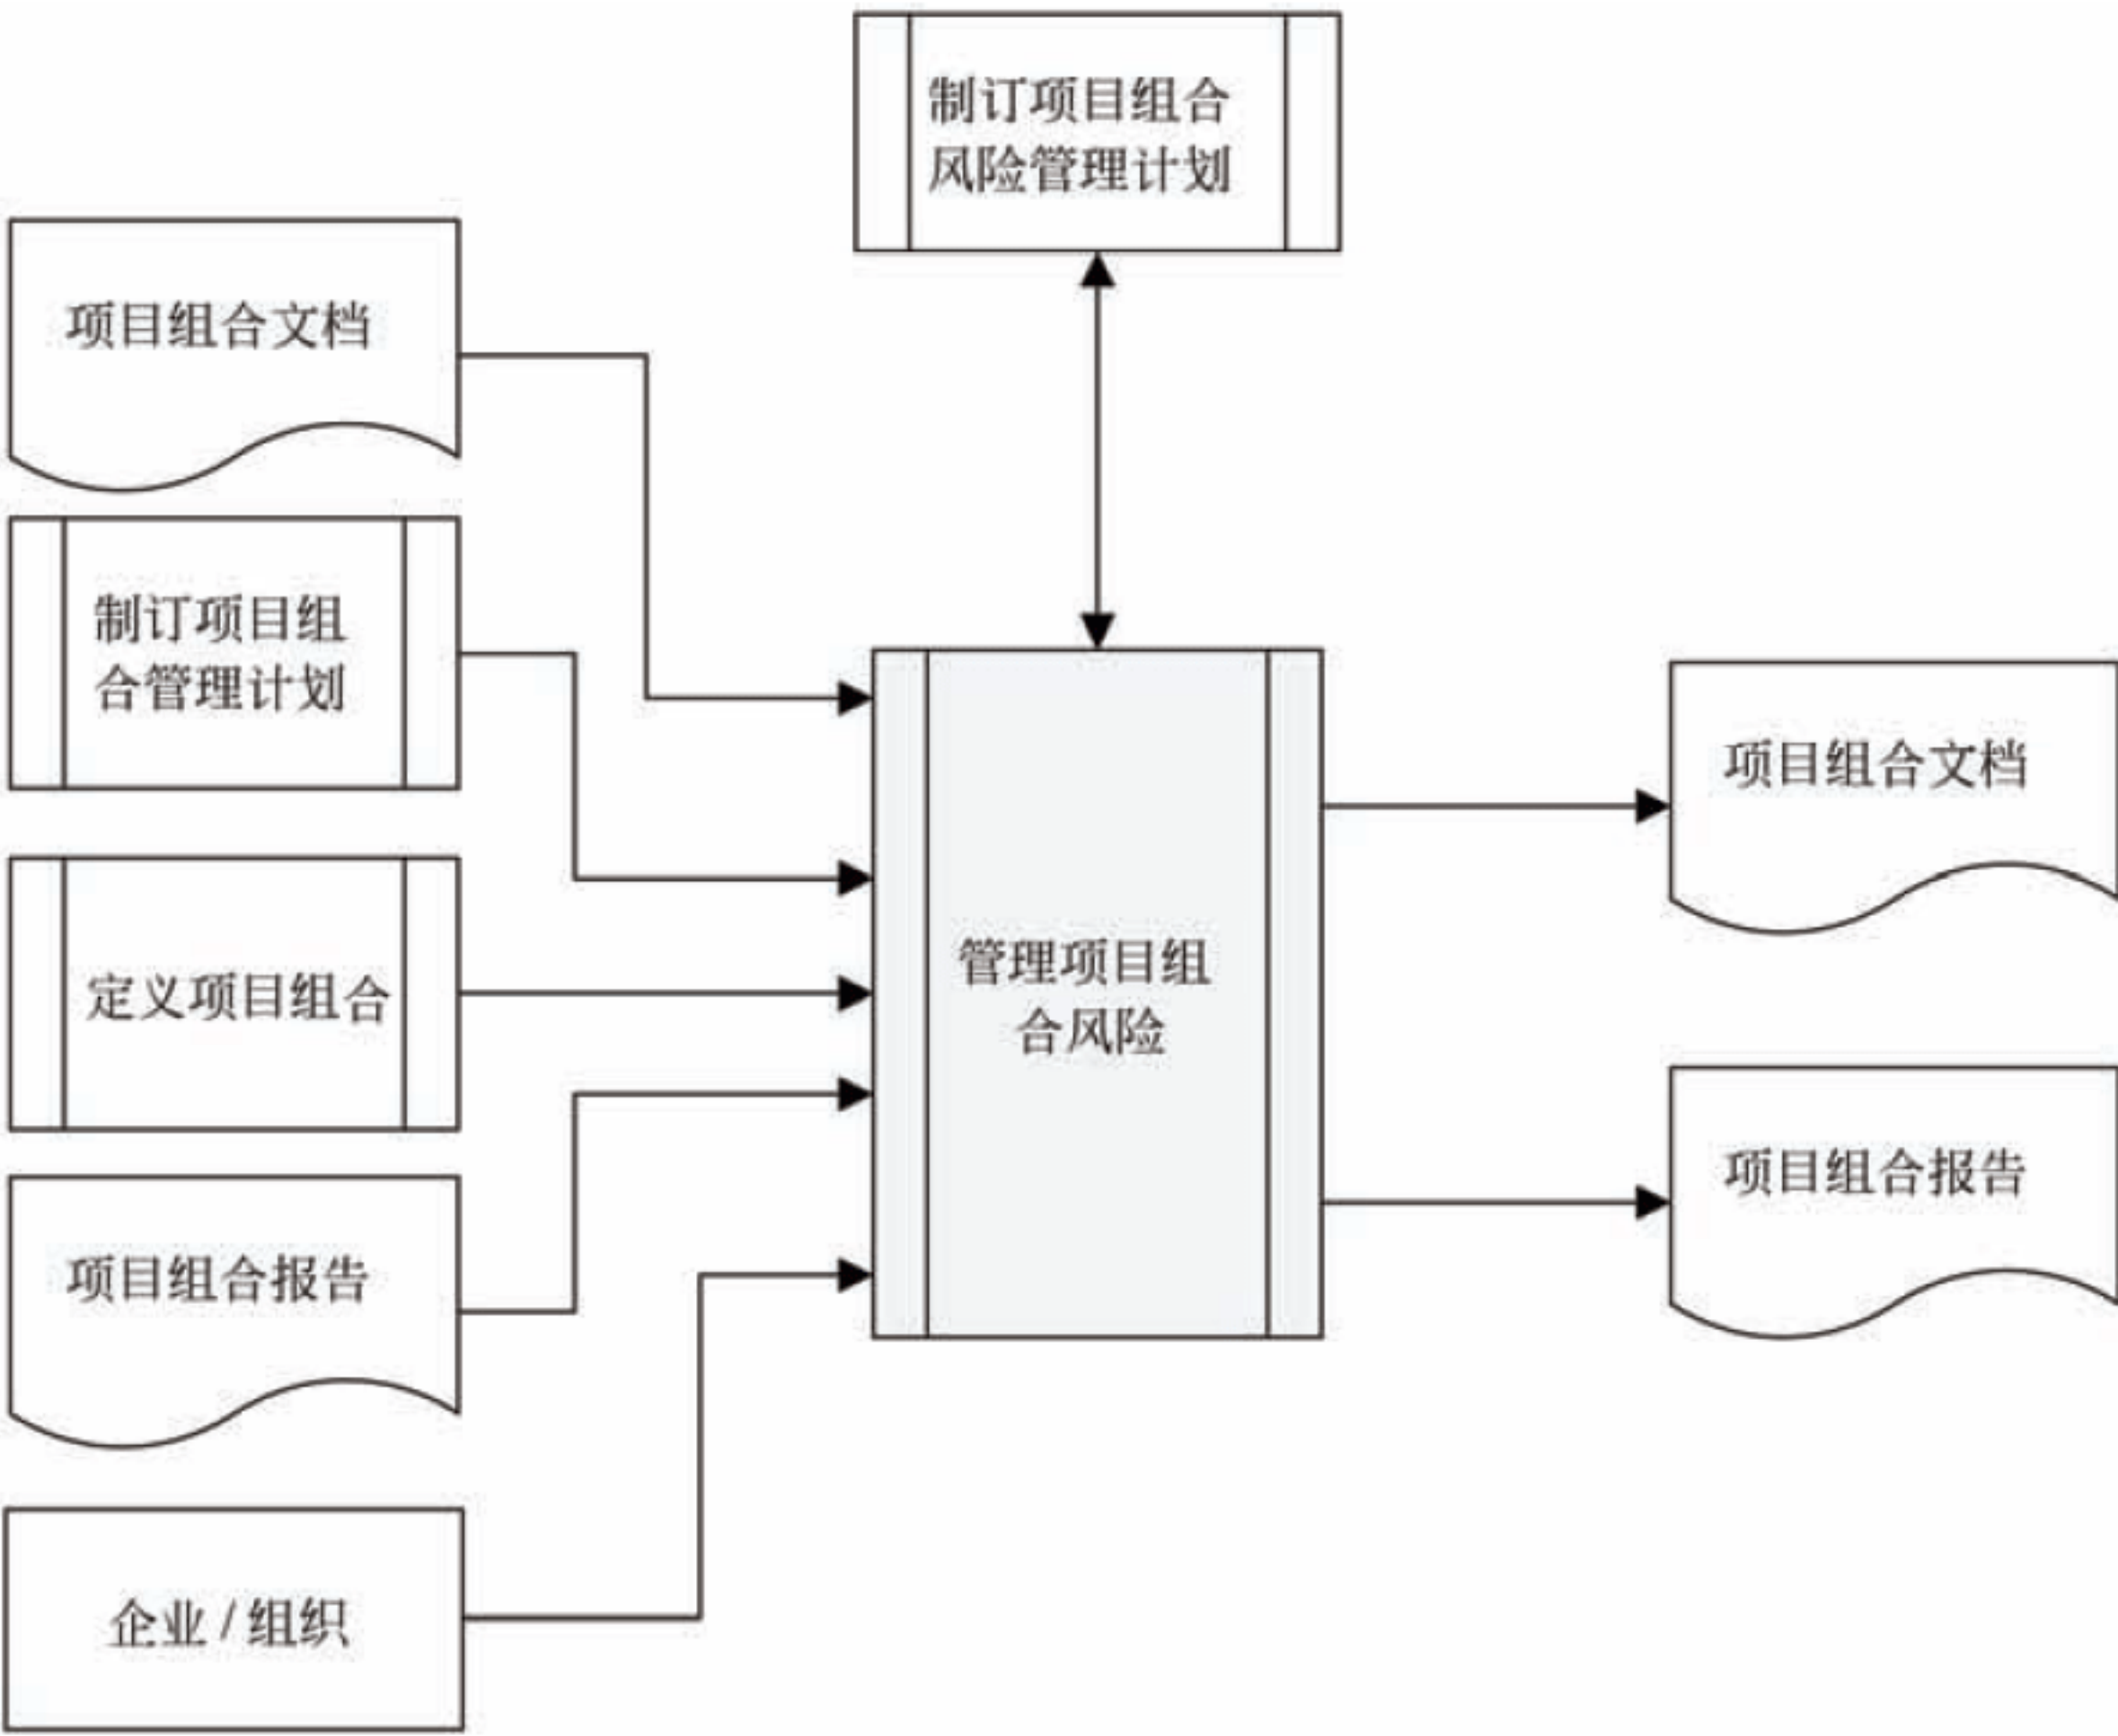 制订项目组合
风险管理计划
项目组合文档
制订项目组
合管理计划
定义项目组合
项目组合报告
企业 / 组织
管理项目组
合风险
项目组合文档
项目组合报告